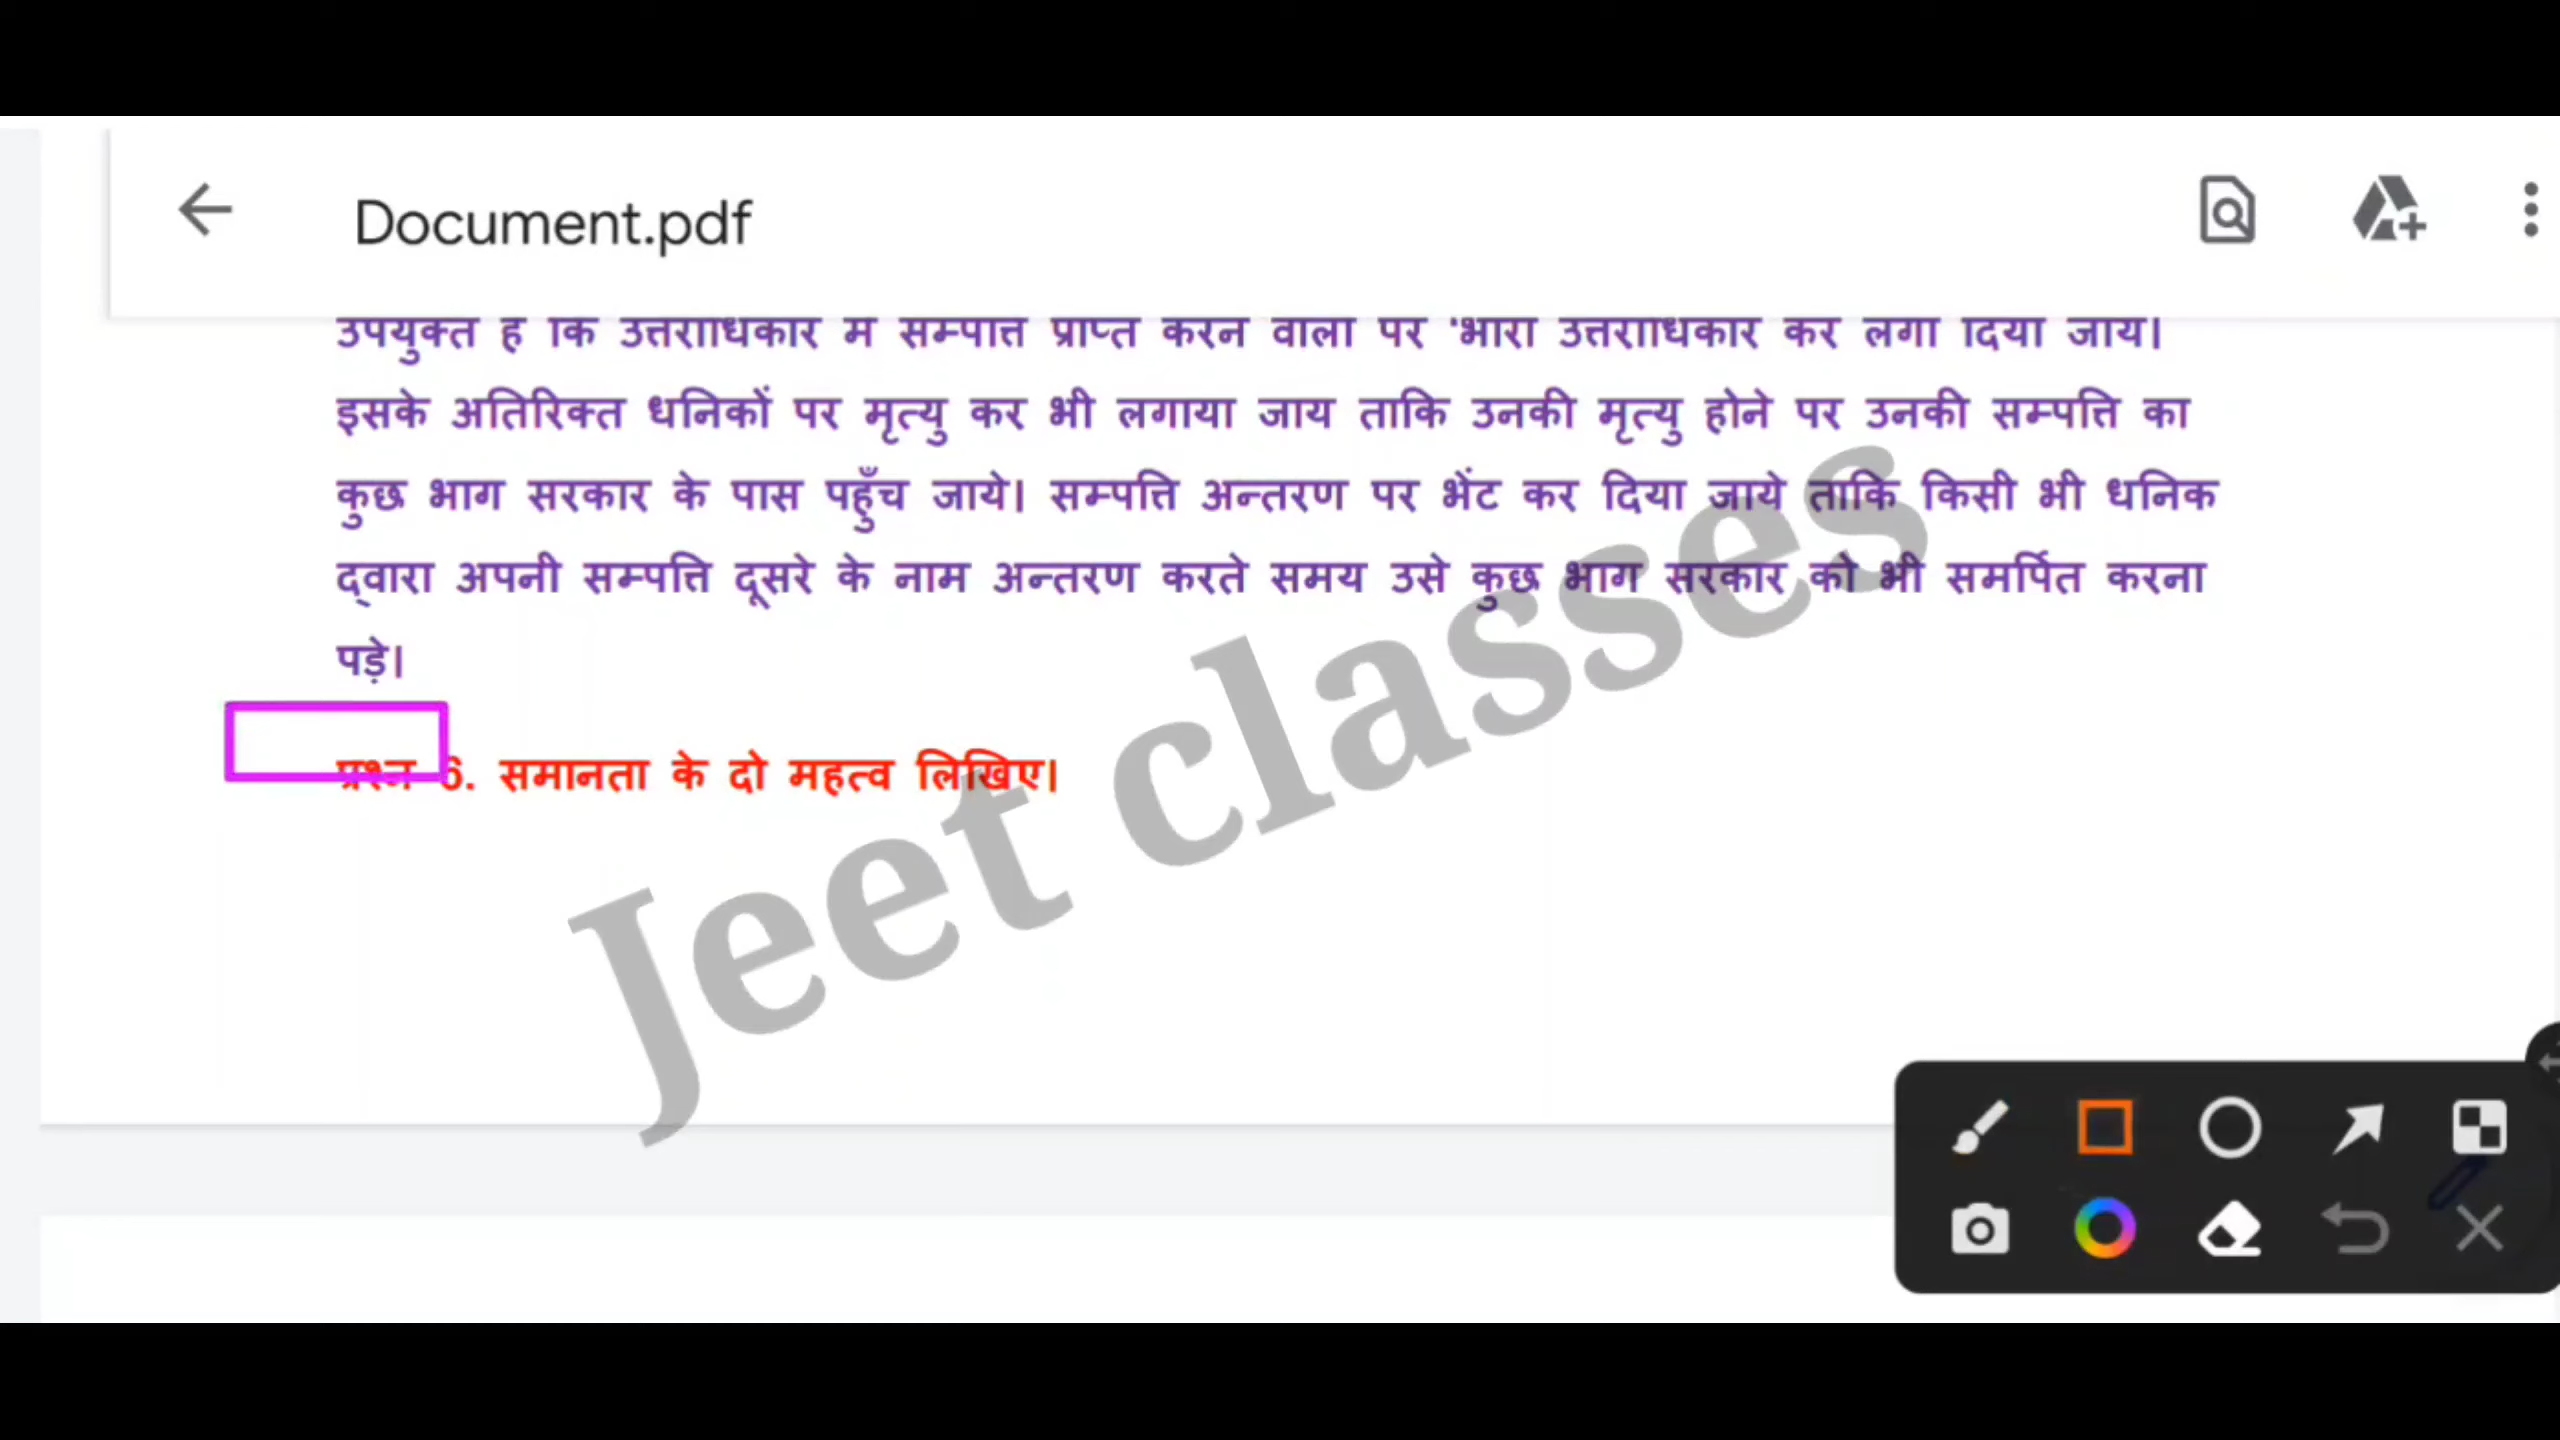 Document.pdf
उपयुक्त है कि उत्तराधिकार में सम्पत्ति प्राप्त करने वालों पर भारी उत्तराधिकार कर लगा दिया जाय।
इसके अतिरिक्त धनिकों पर मृत्यु कर भी लगाया जाय ताकि उनकी मृत्यु होने पर उनकी सम्पत्ति का
कुछ भाग सरकार के पास पहुँच जाये। सम्पत्ति अन्तरण पर भेंट कर दिया जाये ताकि किसी भी धनिक
द्वारा अपनी सम्पत्ति दूसरे के नाम अन्तरण करते समय उसे कुछ भाग सरकार को भी समर्पित करना
पड़े।
प्रश्न 6. समानता के दो महत्व लिखिए।
Jeet classes